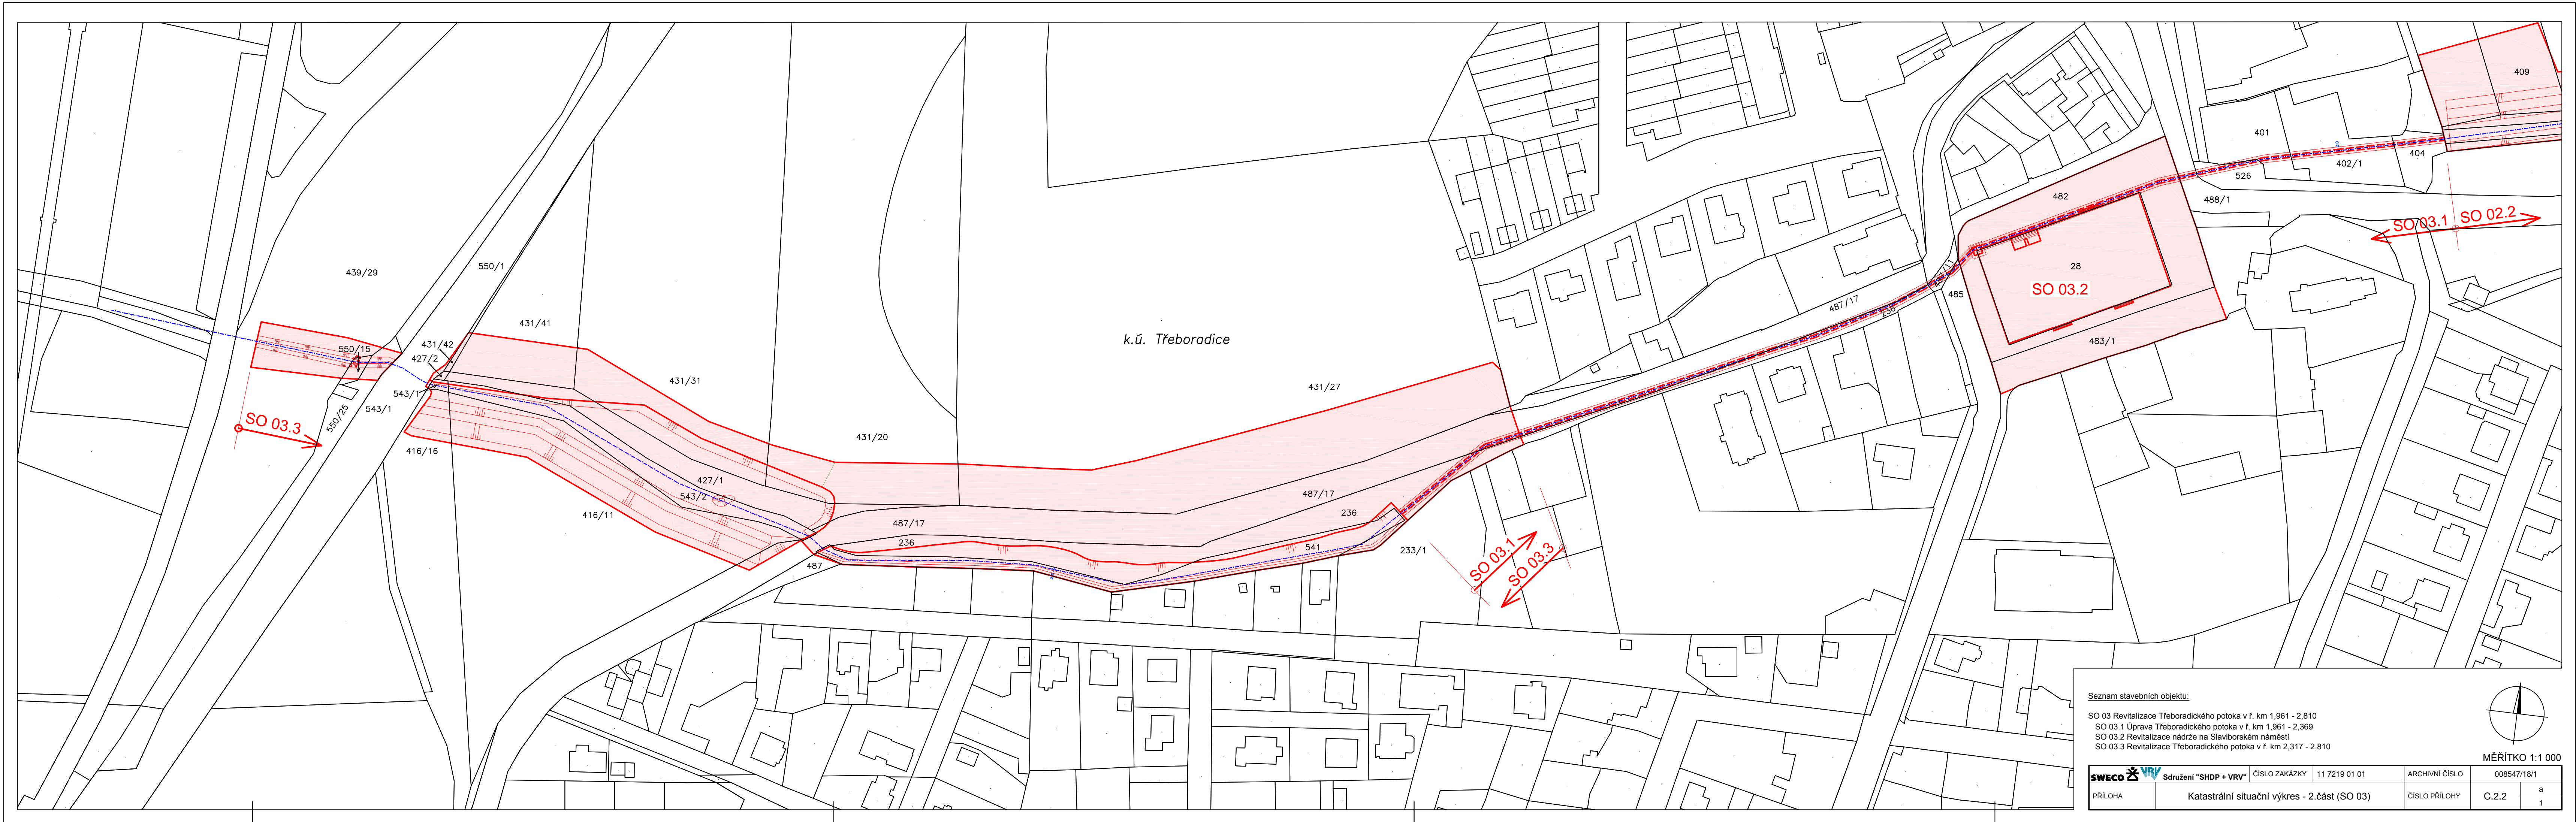 409
401
404
402/1
526
482
488/1
SO 03.1
SO 02.2
439/29
550/1
28
SO 03.2
485
487/17
236
431/41
k.ú. Třeboradice
483/1
550/15
431/42
427/2
431/31
431/27
543/1
543/1
550/25
SO 03.3
431/20
416/16
427/1
543/2
487/17
416/11
236
487/17
236
541
233/1
487
SO 03.1
SO 03.3
Seznam stavebních objektů:
SO 03 Revitalizace Třeboradického potoka v ř. km 1,961 - 2,810
SO 03.1 Úprava Třeboradického potoka v ř. km 1,961 - 2,369
SO 03.2 Revitalizace nádrže na Slaviborském náměstí
SO 03.3 Revitalizace Třeboradického potoka v ř. km 2,317 - 2,810
MĚŘÍTKO 1:1 000
SWECO VRV Sdružení "SHDP + VRV" ČÍSLO ZAKÁZKY 11 7219 01 01 ARCHIVNÍ ČÍSLO 008547/18/1
PŘÍLOHA Katastrální situační výkres - 2.část (SO 03) ČÍSLO PŘÍLOHY C.2.2 a
1